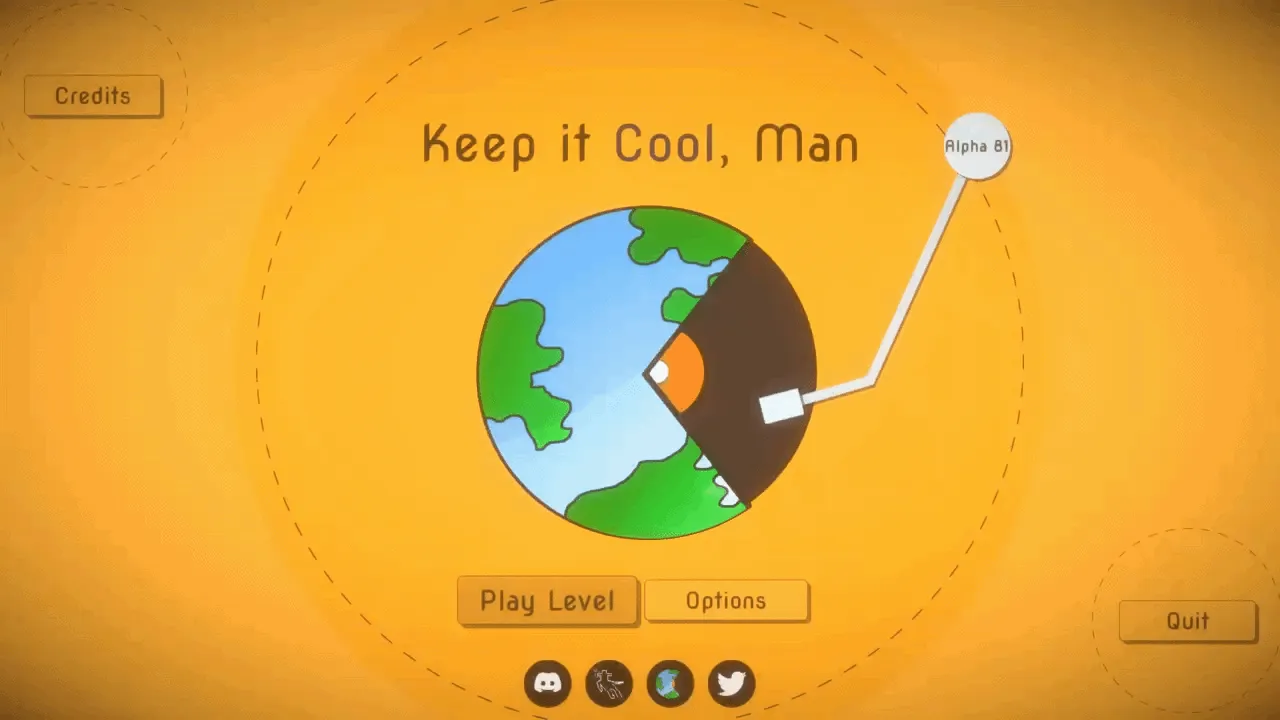 Credits
Keep it Cool, Man
Alpha 81
Play Level
Options
Quit